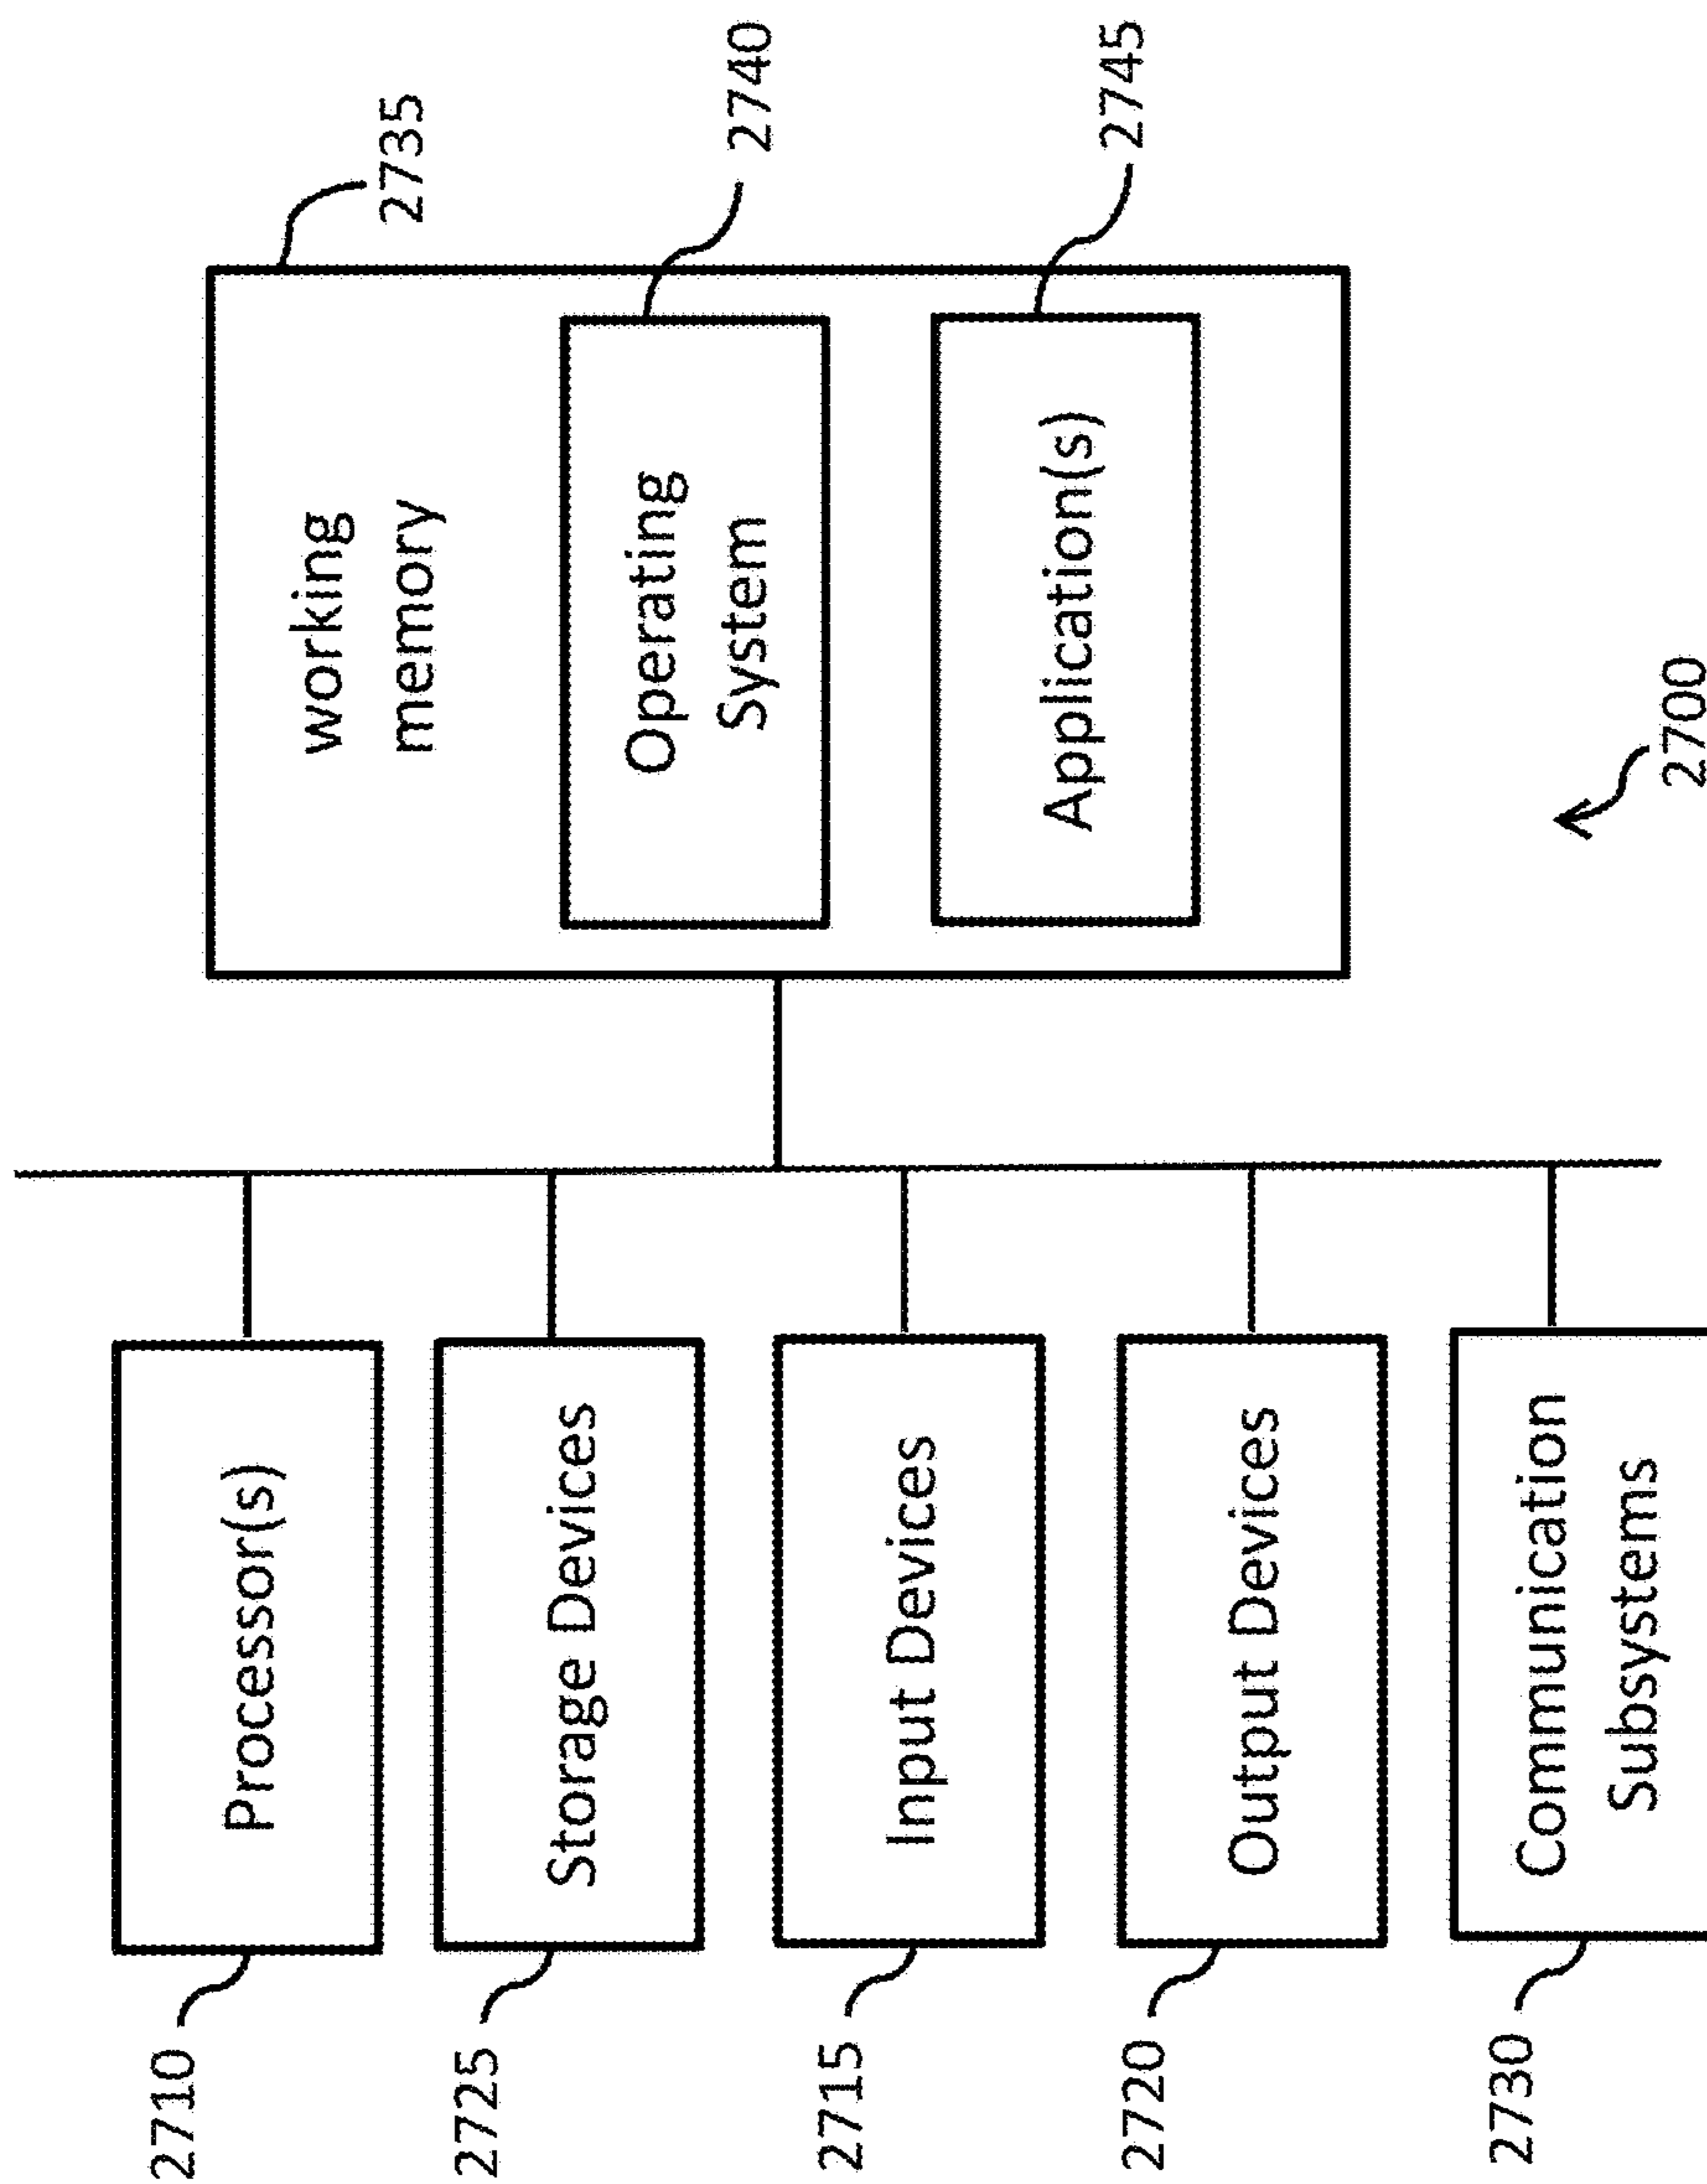 2710
Processor(s)
2725
Storage Devices
2715
Input Devices
2720
Output Devices
2730
Communication
Subsystems
working
memory
2735
Operating
System
2740
Application(s)
2745
2700